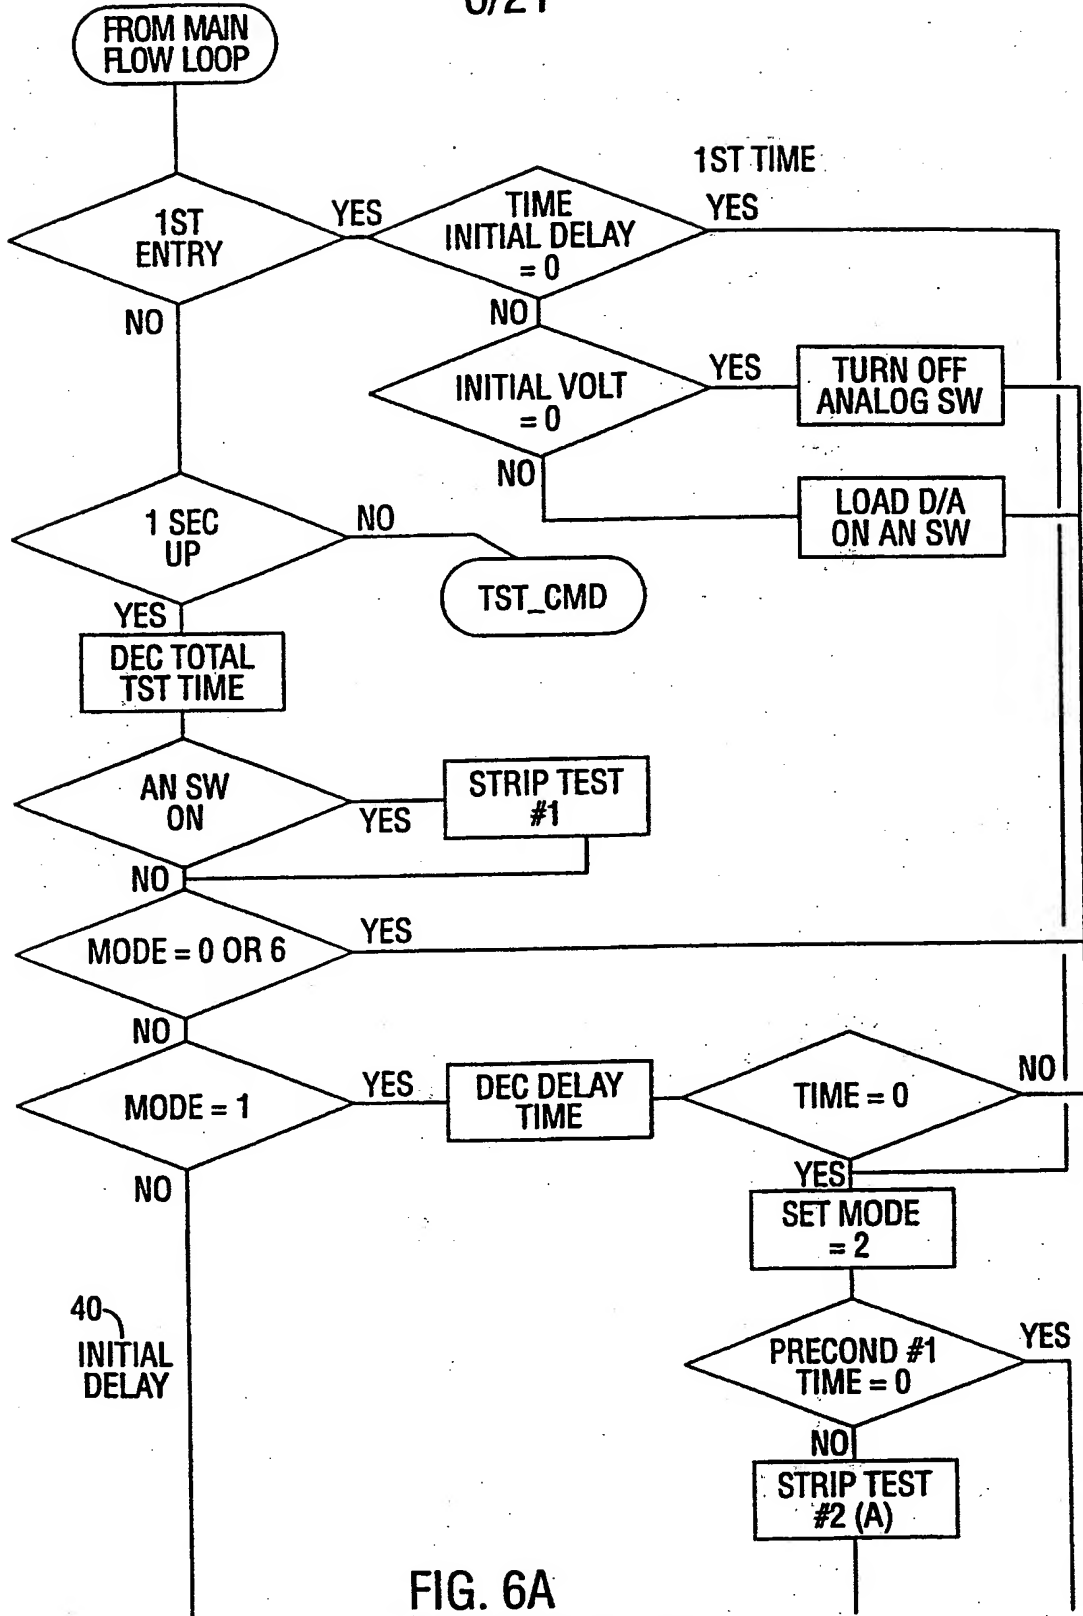 6/21
FROM MAIN
FLOW LOOP
1ST TIME
1ST
ENTRY
YES
TIME
INITIAL DELAY
= 0
YES
NO
NO
INITIAL VOLT
= 0
YES
TURN OFF
ANALOG SW
NO
LOAD D/A
ON AN SW
1 SEC
UP
NO
TST_CMD
YES
DEC TOTAL
TST TIME
AN SW
ON
YES
STRIP TEST
#1
NO
MODE = 0 OR 6
YES
NO
MODE = 1
YES
DEC DELAY
TIME
TIME = 0
NO
YES
NO
SET MODE
= 2
40
INITIAL
DELAY
PRECOND #1
TIME = 0
YES
NO
STRIP TEST
#2 (A)
FIG. 6A